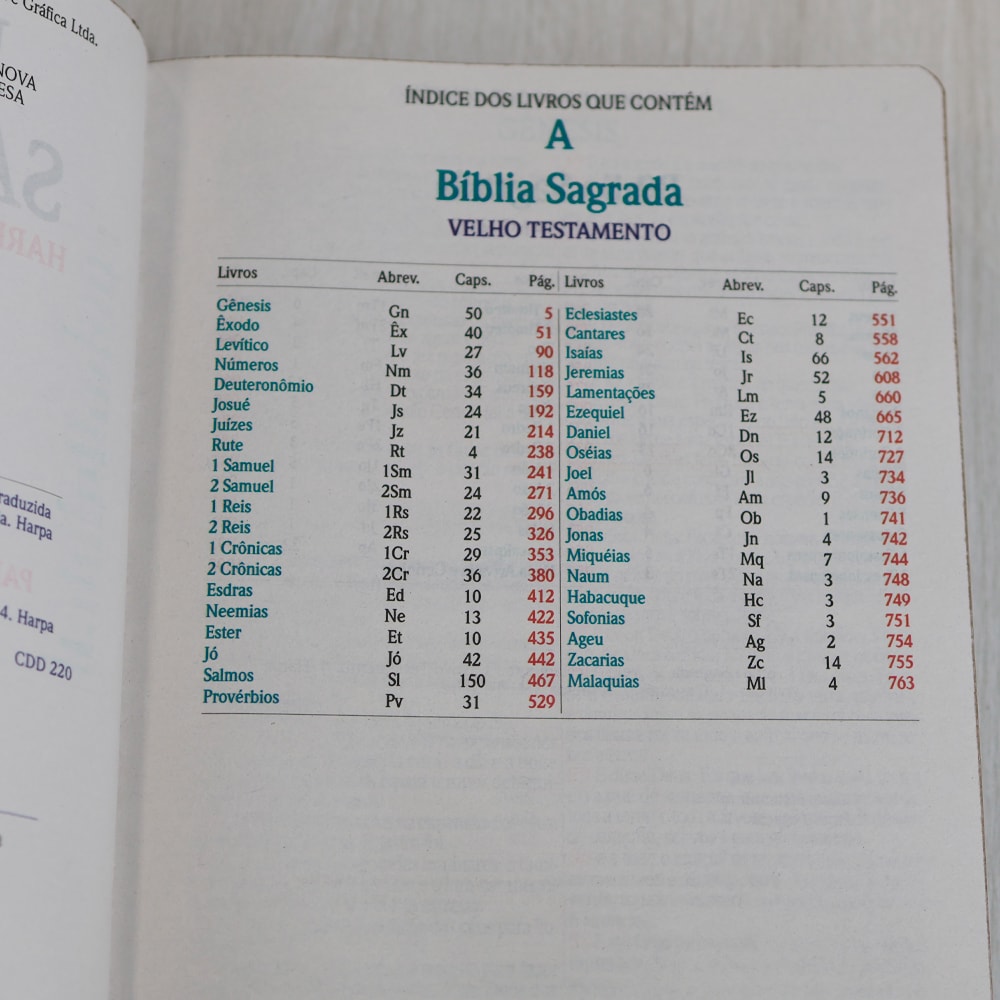 e Gráfica Ltda.
NOVA
ESA
SA
HAR
raduzida
a. Harpa
PA
4. Harpa
CDD 220
ÍNDICE DOS LIVROS QUE CONTÉM
A
Bíblia Sagrada
VELHO TESTAMENTO
Livros Abrev. Caps. Pág.
Gênesis Gn 50 5
Êxodo Êx 40 51
Levítico Lv 27 90
Números Nm 36 118
Deuteronômio Dt 34 159
Josué Js 24 192
Juízes Jz 21 214
Rute Rt 4 238
1 Samuel 1Sm 31 241
2 Samuel 2Sm 24 271
1 Reis 1Rs 22 296
2 Reis 2Rs 25 326
1 Crônicas 1Cr 29 353
2 Crônicas 2Cr 36 380
Esdras Ed 10 412
Neemias Ne 13 422
Ester Et 10 435
Jó Jó 42 442
Salmos Sl 150 467
Provérbios Pv 31 529
Livros Abrev. Caps. Pág.
Eclesiastes Ec 12 551
Cantares Ct 8 558
Isaías Is 66 562
Jeremias Jr 52 608
Lamentações Lm 5 660
Ezequiel Ez 48 665
Daniel Dn 12 712
Oséias Os 14 727
Joel Jl 3 734
Amós Am 9 736
Obadias Ob 1 741
Jonas Jn 4 742
Miquéias Mq 7 744
Naum Na 3 748
Habacuque Hc 3 749
Sofonias Sf 3 751
Ageu Ag 2 754
Zacarias Zc 14 755
Malaquias Ml 4 763